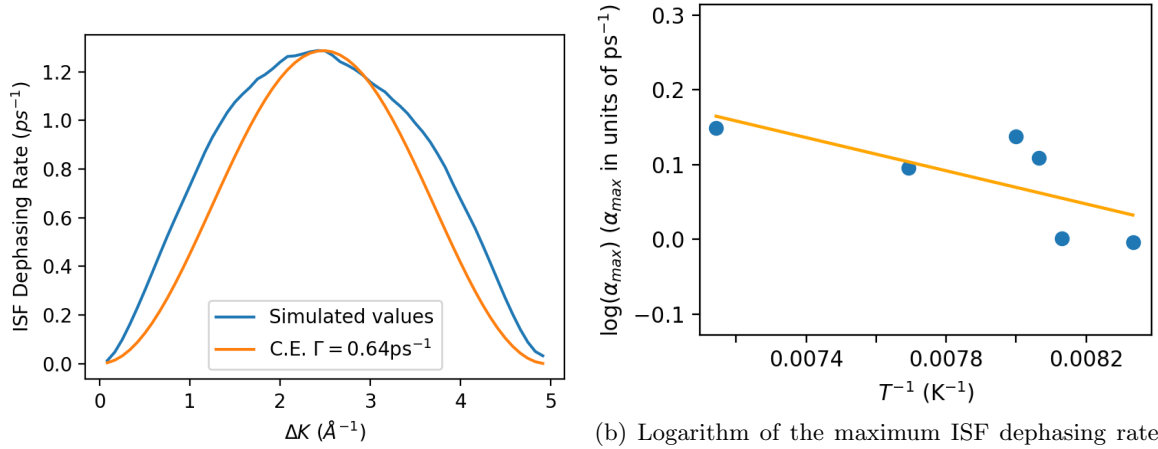 ISF Dephasing Rate (ps⁻¹)
1.2
1.0
0.8
0.6
0.4
0.2
0.0
Simulated values
C.E. Γ = 0.64ps⁻¹
0 1 2 3 4 5
ΔK (Å⁻¹)
log(α_max) (α_max in units of ps⁻¹)
0.3
0.2
0.1
0.0
−0.1
0.0074 0.0078 0.0082
T⁻¹ (K⁻¹)
(b) Logarithm of the maximum ISF dephasing rate